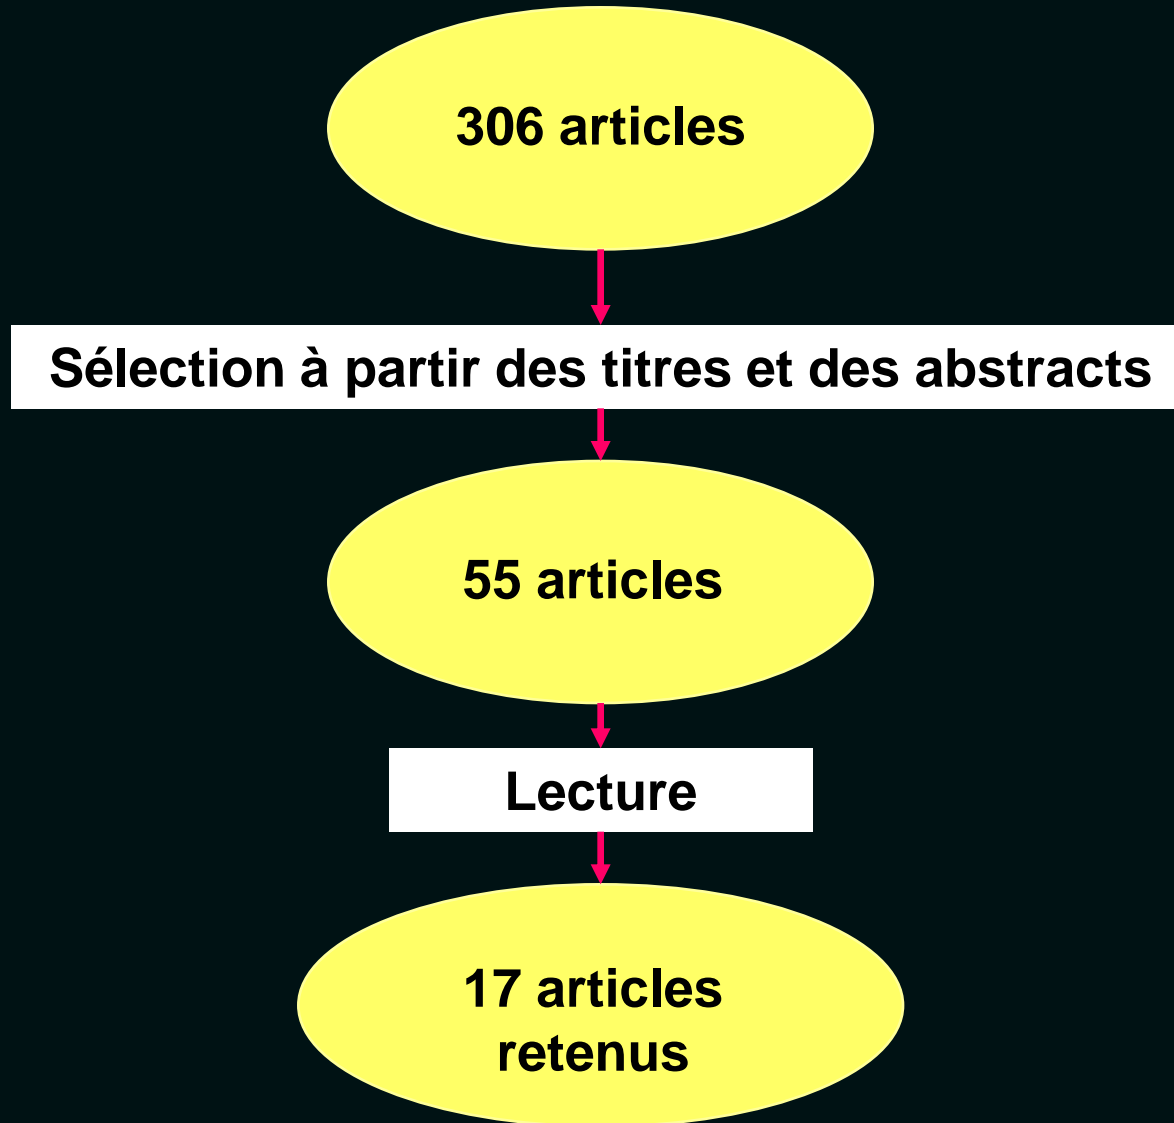 306 articles
Sélection à partir des titres et des abstracts
55 articles
Lecture
17 articles
retenus